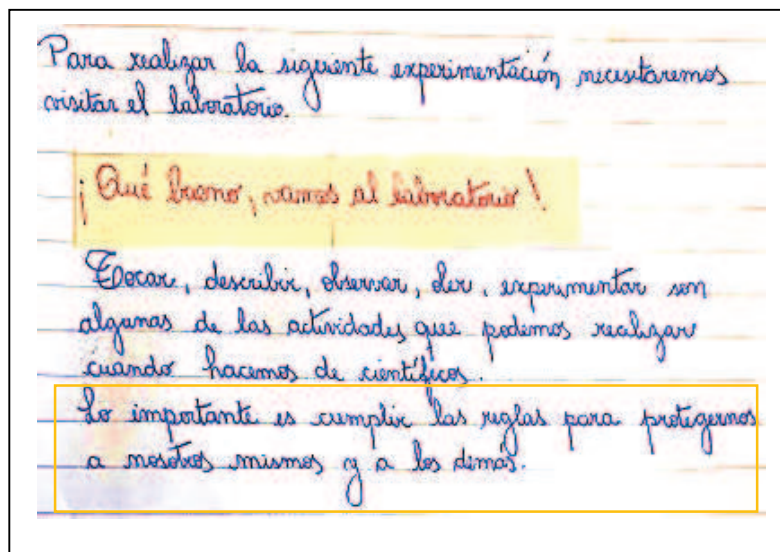 Para realizar la siguiente experimentación necesitaremos
visitar el laboratorio.
¡Qué bueno, vamos al laboratorio!
Tocar, describir, observar, oler, experimentar son
algunas de las actividades que podemos realizar
cuando hacemos de científicos.
Lo importante es cumplir las reglas para protegernos
a nosotros mismos y a los demás.